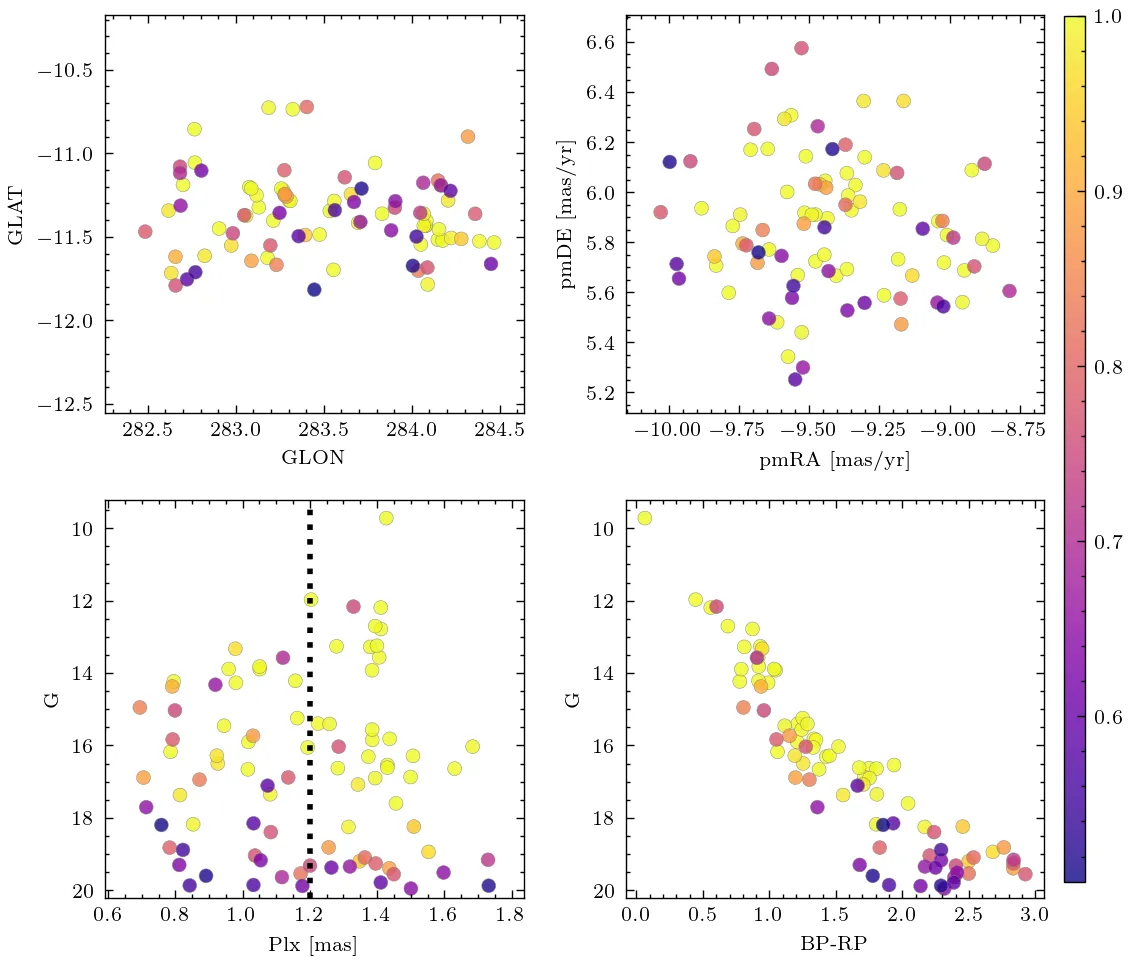 −10.5
−11.0
−11.5
−12.0
−12.5
GLAT
282.5 283.0 283.5 284.0 284.5
GLON
6.6
6.4
6.2
6.0
5.8
5.6
5.4
5.2
pmDE [mas/yr]
−10.00 −9.75 −9.50 −9.25 −9.00 −8.75
pmRA [mas/yr]
1.0
0.9
0.8
0.7
0.6
10
12
14
16
18
20
G
0.6 0.8 1.0 1.2 1.4 1.6 1.8
Plx [mas]
10
12
14
16
18
20
G
0.0 0.5 1.0 1.5 2.0 2.5 3.0
BP-RP